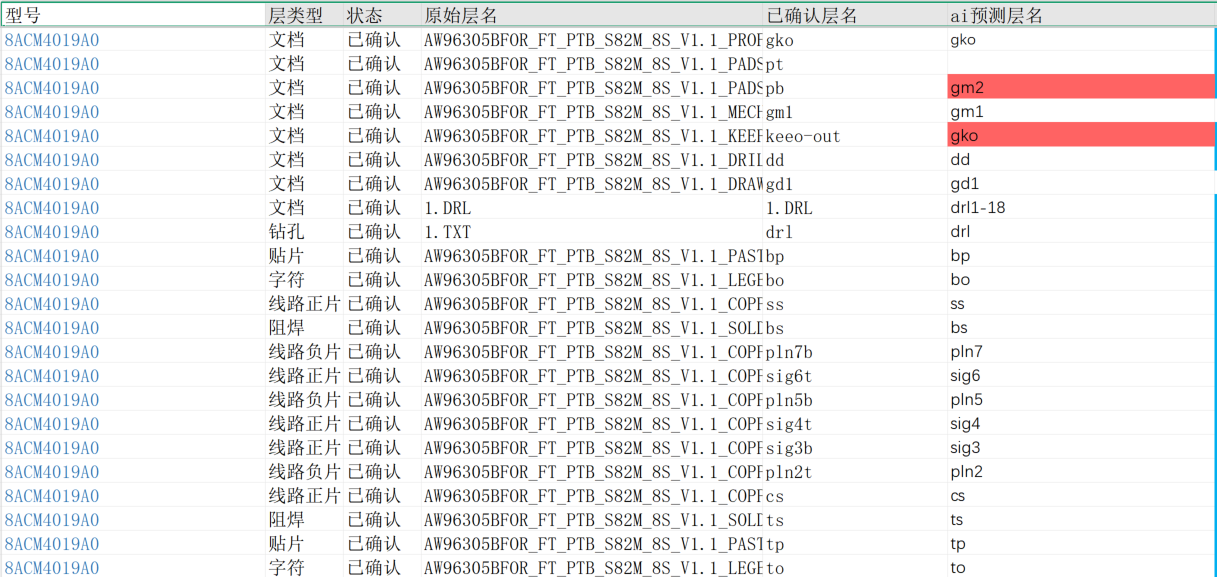 型号 层类型 状态 原始层名 已确认层名 ai预测层名
8ACM4019A0 文档 已确认 AW96305BFOR_FT_PTB_S82M_8S_V1.1_PROF gko gko
8ACM4019A0 文档 已确认 AW96305BFOR_FT_PTB_S82M_8S_V1.1_PADS pt
8ACM4019A0 文档 已确认 AW96305BFOR_FT_PTB_S82M_8S_V1.1_PADS pb gm2
8ACM4019A0 文档 已确认 AW96305BFOR_FT_PTB_S82M_8S_V1.1_MECH gm1 gm1
8ACM4019A0 文档 已确认 AW96305BFOR_FT_PTB_S82M_8S_V1.1_KEEP keeo-out gko
8ACM4019A0 文档 已确认 AW96305BFOR_FT_PTB_S82M_8S_V1.1_DRIL dd dd
8ACM4019A0 文档 已确认 AW96305BFOR_FT_PTB_S82M_8S_V1.1_DRAW gd1 gd1
8ACM4019A0 文档 已确认 1.DRL 1.DRL drl1-18
8ACM4019A0 钻孔 已确认 1.TXT drl drl
8ACM4019A0 贴片 已确认 AW96305BFOR_FT_PTB_S82M_8S_V1.1_PAST bp bp
8ACM4019A0 字符 已确认 AW96305BFOR_FT_PTB_S82M_8S_V1.1_LEGE bo bo
8ACM4019A0 线路正片 已确认 AW96305BFOR_FT_PTB_S82M_8S_V1.1_COPP ss ss
8ACM4019A0 阻焊 已确认 AW96305BFOR_FT_PTB_S82M_8S_V1.1_SOLD bs bs
8ACM4019A0 线路负片 已确认 AW96305BFOR_FT_PTB_S82M_8S_V1.1_COPP pln7b pln7
8ACM4019A0 线路正片 已确认 AW96305BFOR_FT_PTB_S82M_8S_V1.1_COPP sig6t sig6
8ACM4019A0 线路负片 已确认 AW96305BFOR_FT_PTB_S82M_8S_V1.1_COPP pln5b pln5
8ACM4019A0 线路正片 已确认 AW96305BFOR_FT_PTB_S82M_8S_V1.1_COPP sig4t sig4
8ACM4019A0 线路正片 已确认 AW96305BFOR_FT_PTB_S82M_8S_V1.1_COPP sig3b sig3
8ACM4019A0 线路负片 已确认 AW96305BFOR_FT_PTB_S82M_8S_V1.1_COPP pln2t pln2
8ACM4019A0 线路正片 已确认 AW96305BFOR_FT_PTB_S82M_8S_V1.1_COPP cs cs
8ACM4019A0 阻焊 已确认 AW96305BFOR_FT_PTB_S82M_8S_V1.1_SOLD ts ts
8ACM4019A0 贴片 已确认 AW96305BFOR_FT_PTB_S82M_8S_V1.1_PAST tp tp
8ACM4019A0 字符 已确认 AW96305BFOR_FT_PTB_S82M_8S_V1.1_LEGE to to